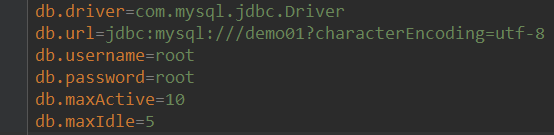 db.driver=com.mysql.jdbc.Driver
db.url=jdbc:mysql:///demo01?characterEncoding=utf-8
db.username=root
db.password=root
db.maxActive=10
db.maxIdle=5